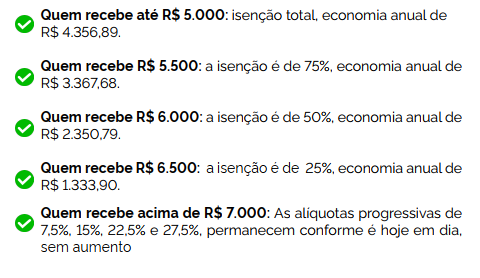 Quem recebe até R$ 5.000: isenção total, economia anual de
R$ 4.356,89.
Quem recebe R$ 5.500: a isenção é de 75%, economia anual de
R$ 3.367,68.
Quem recebe R$ 6.000: a isenção é de 50%, economia anual de
R$ 2.350,79.
Quem recebe R$ 6.500: a isenção é de 25%, economia anual de
R$ 1.333,90.
Quem recebe acima de R$ 7.000: As alíquotas progressivas de
7,5%, 15%, 22,5% e 27,5%, permanecem conforme é hoje em dia,
sem aumento